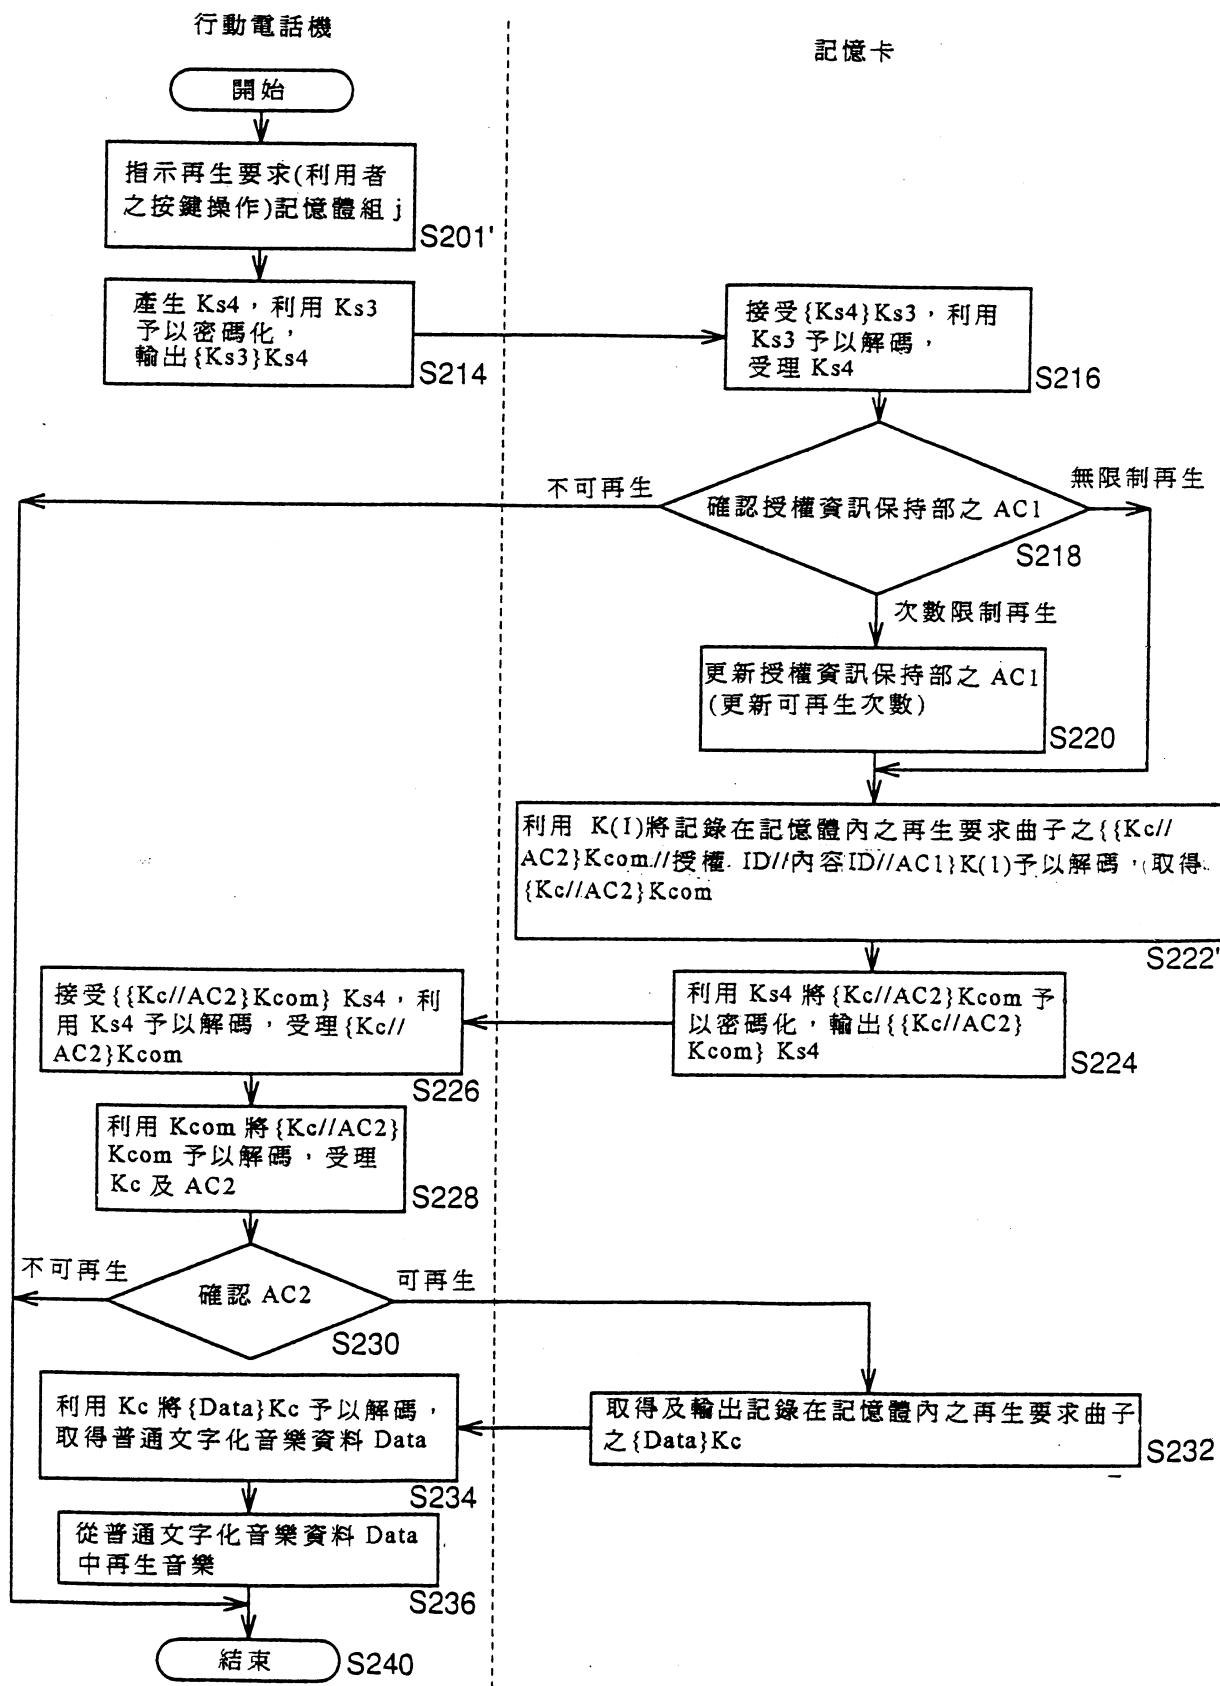 行動電話機
記憶卡
開始
指示再生要求(利用者
之按鍵操作)記憶體組 j
S201'
產生 Ks4，利用 Ks3
予以密碼化，
輸出{Ks3}Ks4
S214
接受{Ks4}Ks3，利用
Ks3 予以解碼，
受理 Ks4
S216
不可再生
無限制再生
確認授權資訊保持部之 AC1
S218
次數限制再生
更新授權資訊保持部之 AC1
(更新可再生次數)
S220
利用 K(1)將記錄在記憶體內之再生要求曲子之{{Kc//
AC2}Kcom//授權 ID//內容ID//AC1}K(1)予以解碼，取得
{Kc//AC2}Kcom
S222'
利用 Ks4 將{Kc//AC2}Kcom 予
以密碼化，輸出{{Kc//AC2}
Kcom} Ks4
S224
接受{{Kc//AC2}Kcom} Ks4，利
用 Ks4 予以解碼，受理{Kc//
AC2}Kcom
S226
利用 Kcom 將{Kc//AC2}
Kcom 予以解碼，受理
Kc 及 AC2
S228
不可再生
可再生
確認 AC2
S230
取得及輸出記錄在記憶體內之再生要求曲子
之{Data}Kc
S232
利用 Kc 將{Data}Kc 予以解碼，
取得普通文字化音樂資料 Data
S234
從普通文字化音樂資料 Data
中再生音樂
S236
結束
S240